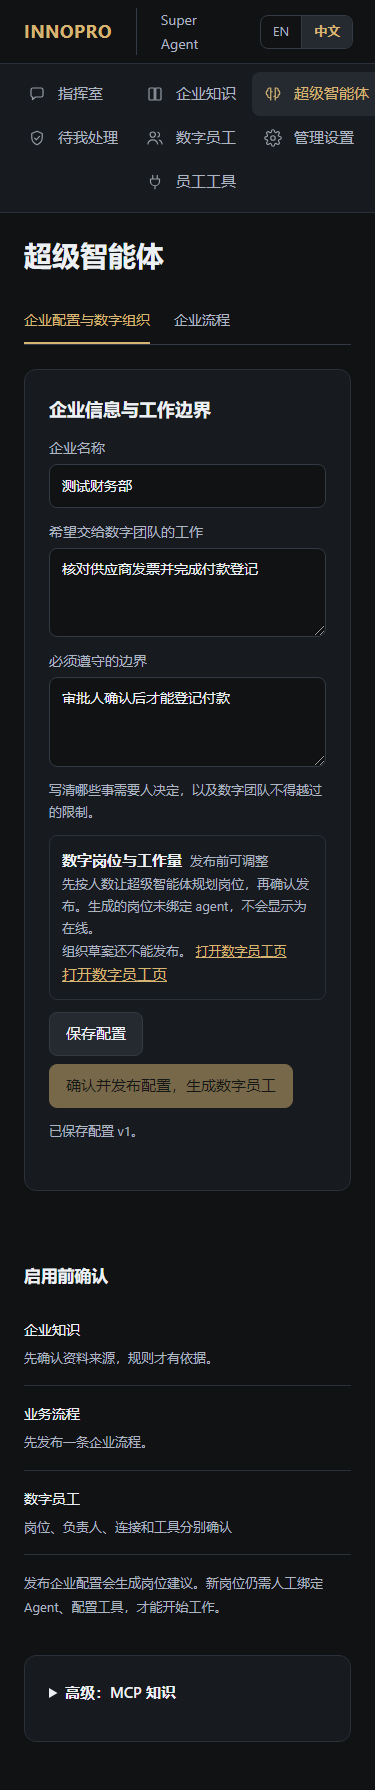 INNOPRO
Super
Agent
EN
中文
指挥室
企业知识
超级智能体
待我处理
数字员工
管理设置
员工工具
超级智能体
企业配置与数字组织
企业流程
企业信息与工作边界
企业名称
测试财务部
希望交给数字团队的工作
核对供应商发票并完成付款登记
必须遵守的边界
审批人确认后才能登记付款
写清哪些事需要人决定，以及数字团队不得越过
的限制。
数字岗位与工作量 发布前可调整
先按人数让超级智能体规划岗位，再确认发
布。生成的岗位未绑定 agent，不会显示为
在线。
组织草案还不能发布。 打开数字员工页
打开数字员工页
保存配置
确认并发布配置，生成数字员工
已保存配置 v1。
启用前确认
企业知识
先确认资料来源，规则才有依据。
业务流程
先发布一条企业流程。
数字员工
岗位、负责人、连接和工具分别确认
发布企业配置会生成岗位建议。新岗位仍需人工绑定
Agent、配置工具，才能开始工作。
▶ 高级：MCP 知识